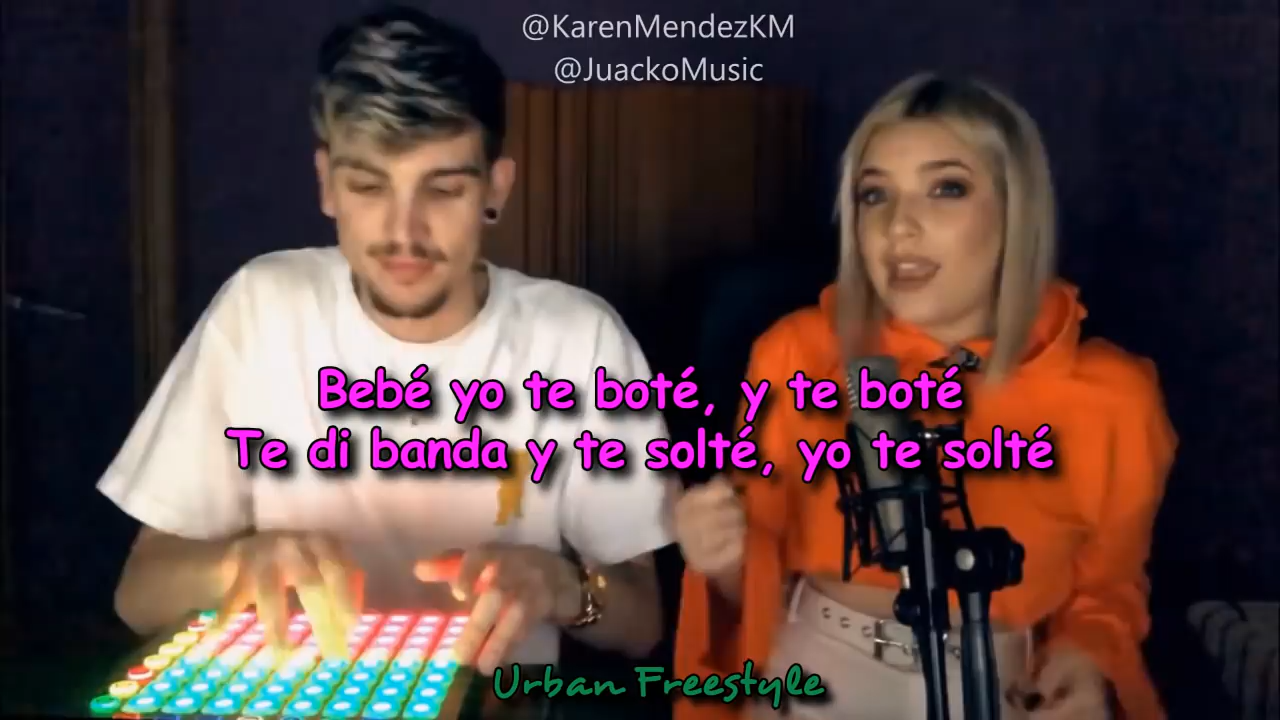 @KarenMendezKM
@JuackoMusic
Bebé yo te boté, y te boté
Te di banda y te solté, yo te solté
Urban Freestyle